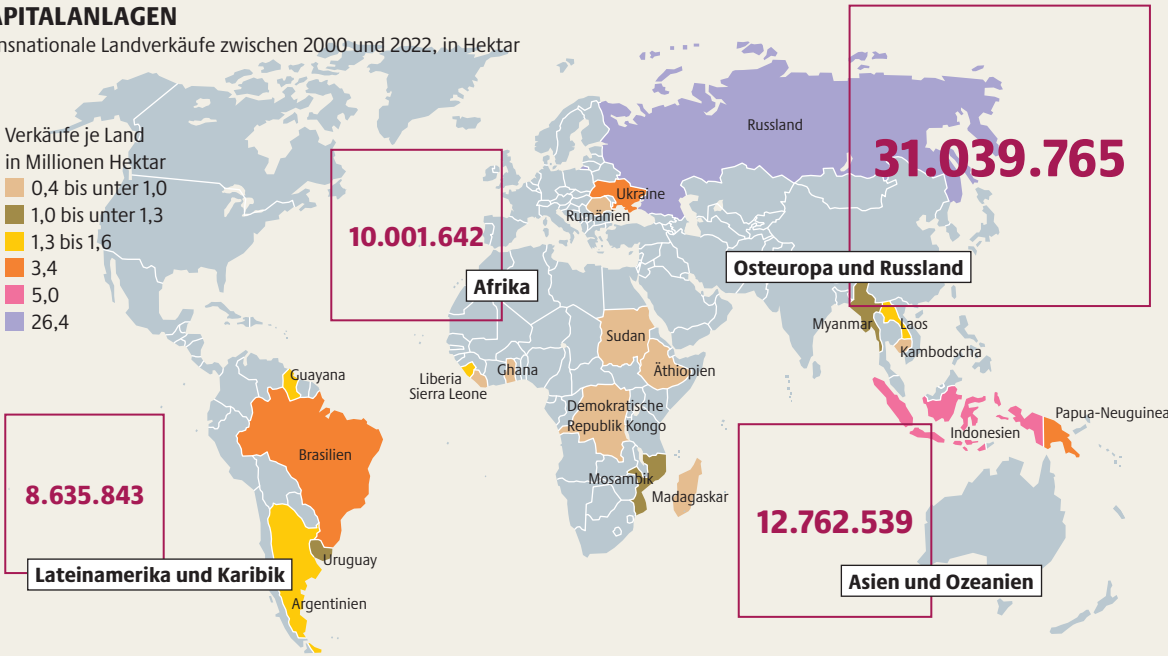 APITALANLAGEN
nsnationale Landverkäufe zwischen 2000 und 2022, in Hektar
Verkäufe je Land
in Millionen Hektar
0,4 bis unter 1,0
1,0 bis unter 1,3
1,3 bis 1,6
3,4
5,0
26,4
Russland
31.039.765
Ukraine
Rumänien
10.001.642
Osteuropa und Russland
Afrika
Myanmar
Laos
Kambodscha
Sudan
Äthiopien
Ghana
Liberia
Sierra Leone
Guayana
Demokratische
Republik Kongo
Papua-Neuguinea
Indonesien
Brasilien
Mosambik
Madagaskar
8.635.843
12.762.539
Uruguay
Lateinamerika und Karibik
Asien und Ozeanien
Argentinien